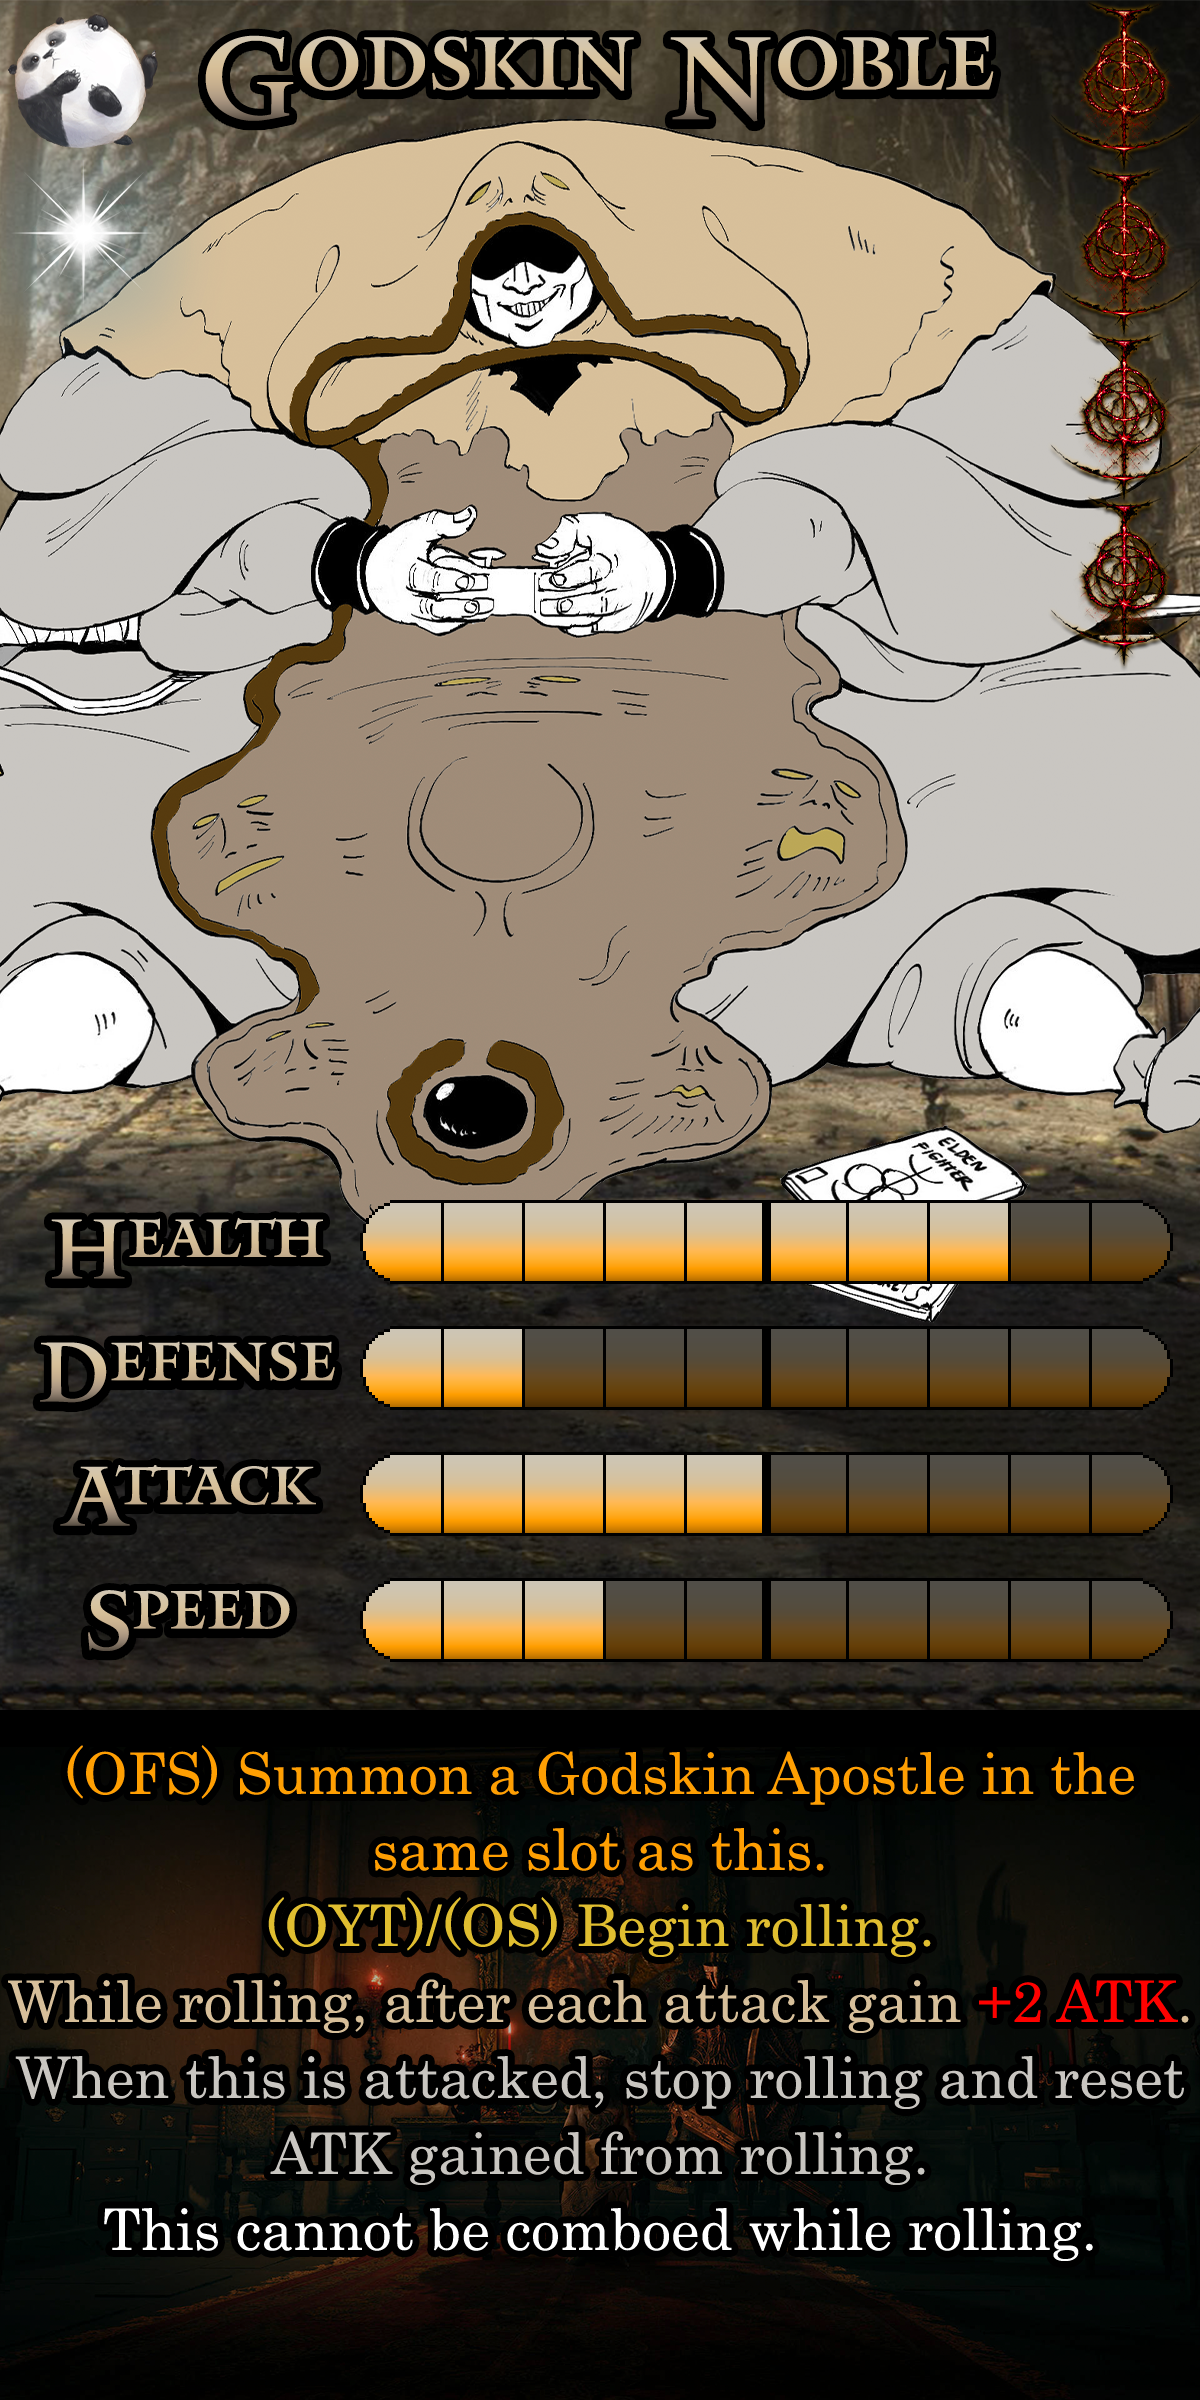 Godskin Noble
ELDEN
FIGHTER
Health
Defense
Attack
Speed
(OFS) Summon a Godskin Apostle in the
same slot as this.
(OYT)/(OS) Begin rolling.
While rolling, after each attack gain +2 ATK.
When this is attacked, stop rolling and reset
ATK gained from rolling.
This cannot be comboed while rolling.